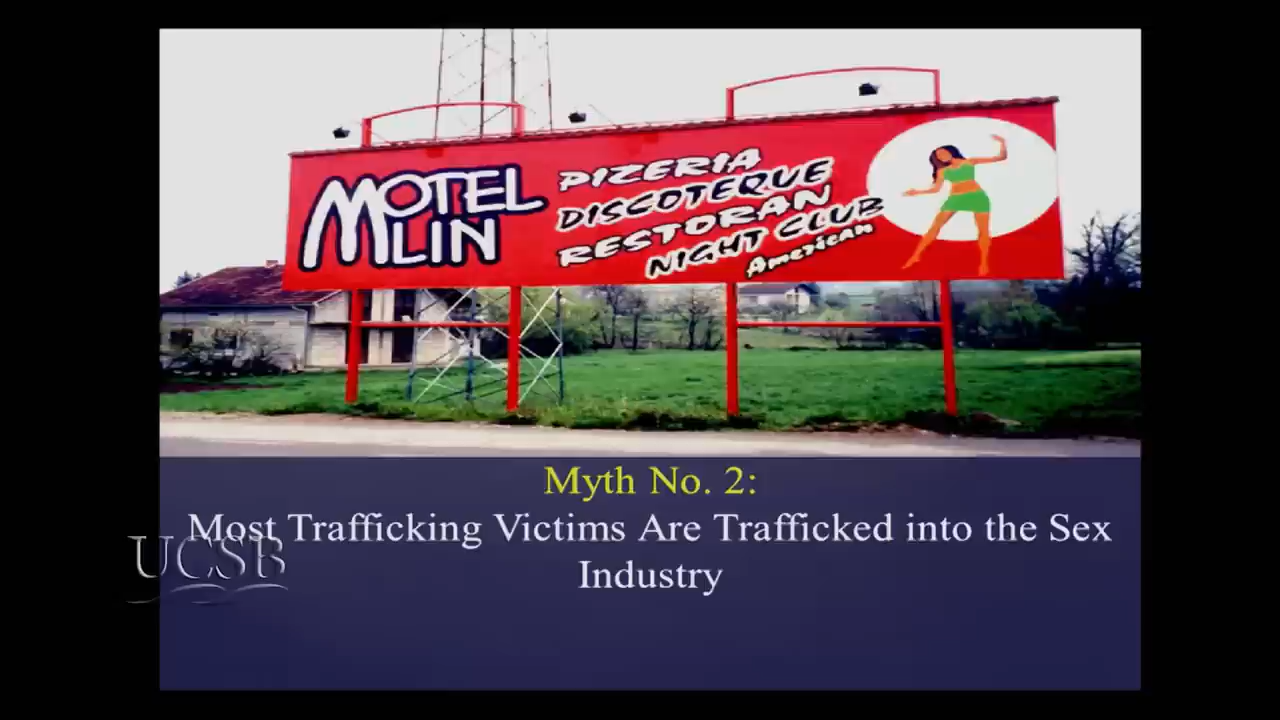 MOTEL
MLIN
PIZERIA
DISCOTEQUE
RESTORAN
NIGHT CLUB
American
Myth No. 2:
Most Trafficking Victims Are Trafficked into the Sex
Industry
UCSB